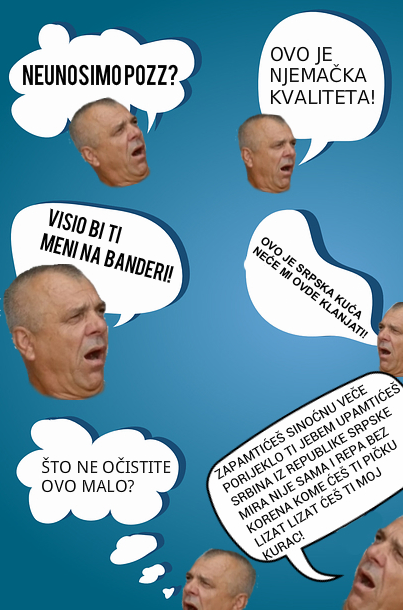 NEUNOSIMO POZZ?
OVO JE
NJEMAČKA
KVALITETA!
VISIO BI TI
MENI NA BANDERI!!
OVO JE SRPSKA KUĆA
NEĆE MI OVDE KLANJATI!!
ŠTO NE OČISTITE
OVO MALO?
ZAPAMTIĆEŠ SINOĆNU VEČE
PORIJEKLO TI JEBEM UPAMTIĆEŠ
SRBINA IZ REPUBLIKE SRPSKE
MIRA NIJE SAMA I REPA BEZ
KORENA KOME ĆEŠ TI PIČKU
LIZAT LIZAT ĆEŠ TI MOJ
KURAC!